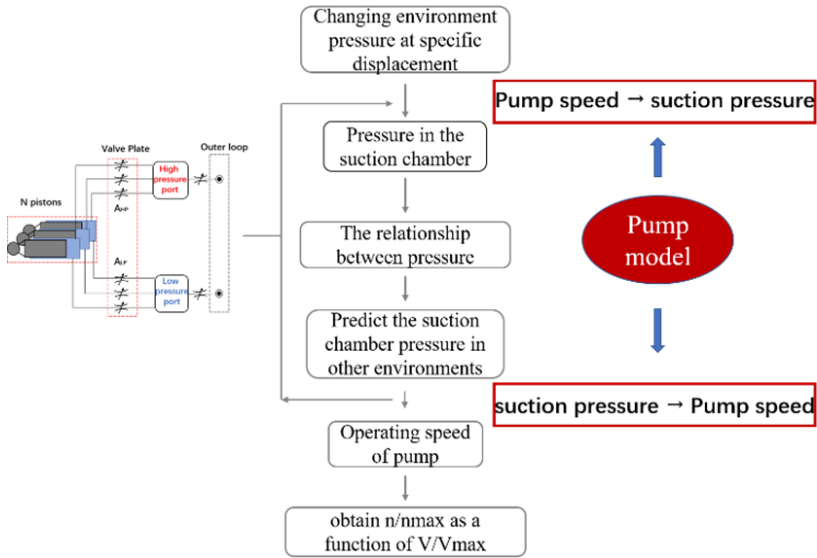 Changing environment
pressure at specific
displacement
Pump speed → suction pressure
Pressure in the
suction chamber
Valve Plate
Outer loop
High
pressure
port
N pistons
AHP
The relationship
between pressure
Pump
model
ALP
Low
pressure
port
Predict the suction
chamber pressure in
other environments
suction pressure → Pump speed
Operating speed
of pump
obtain n/nmax as a
function of V/Vmax